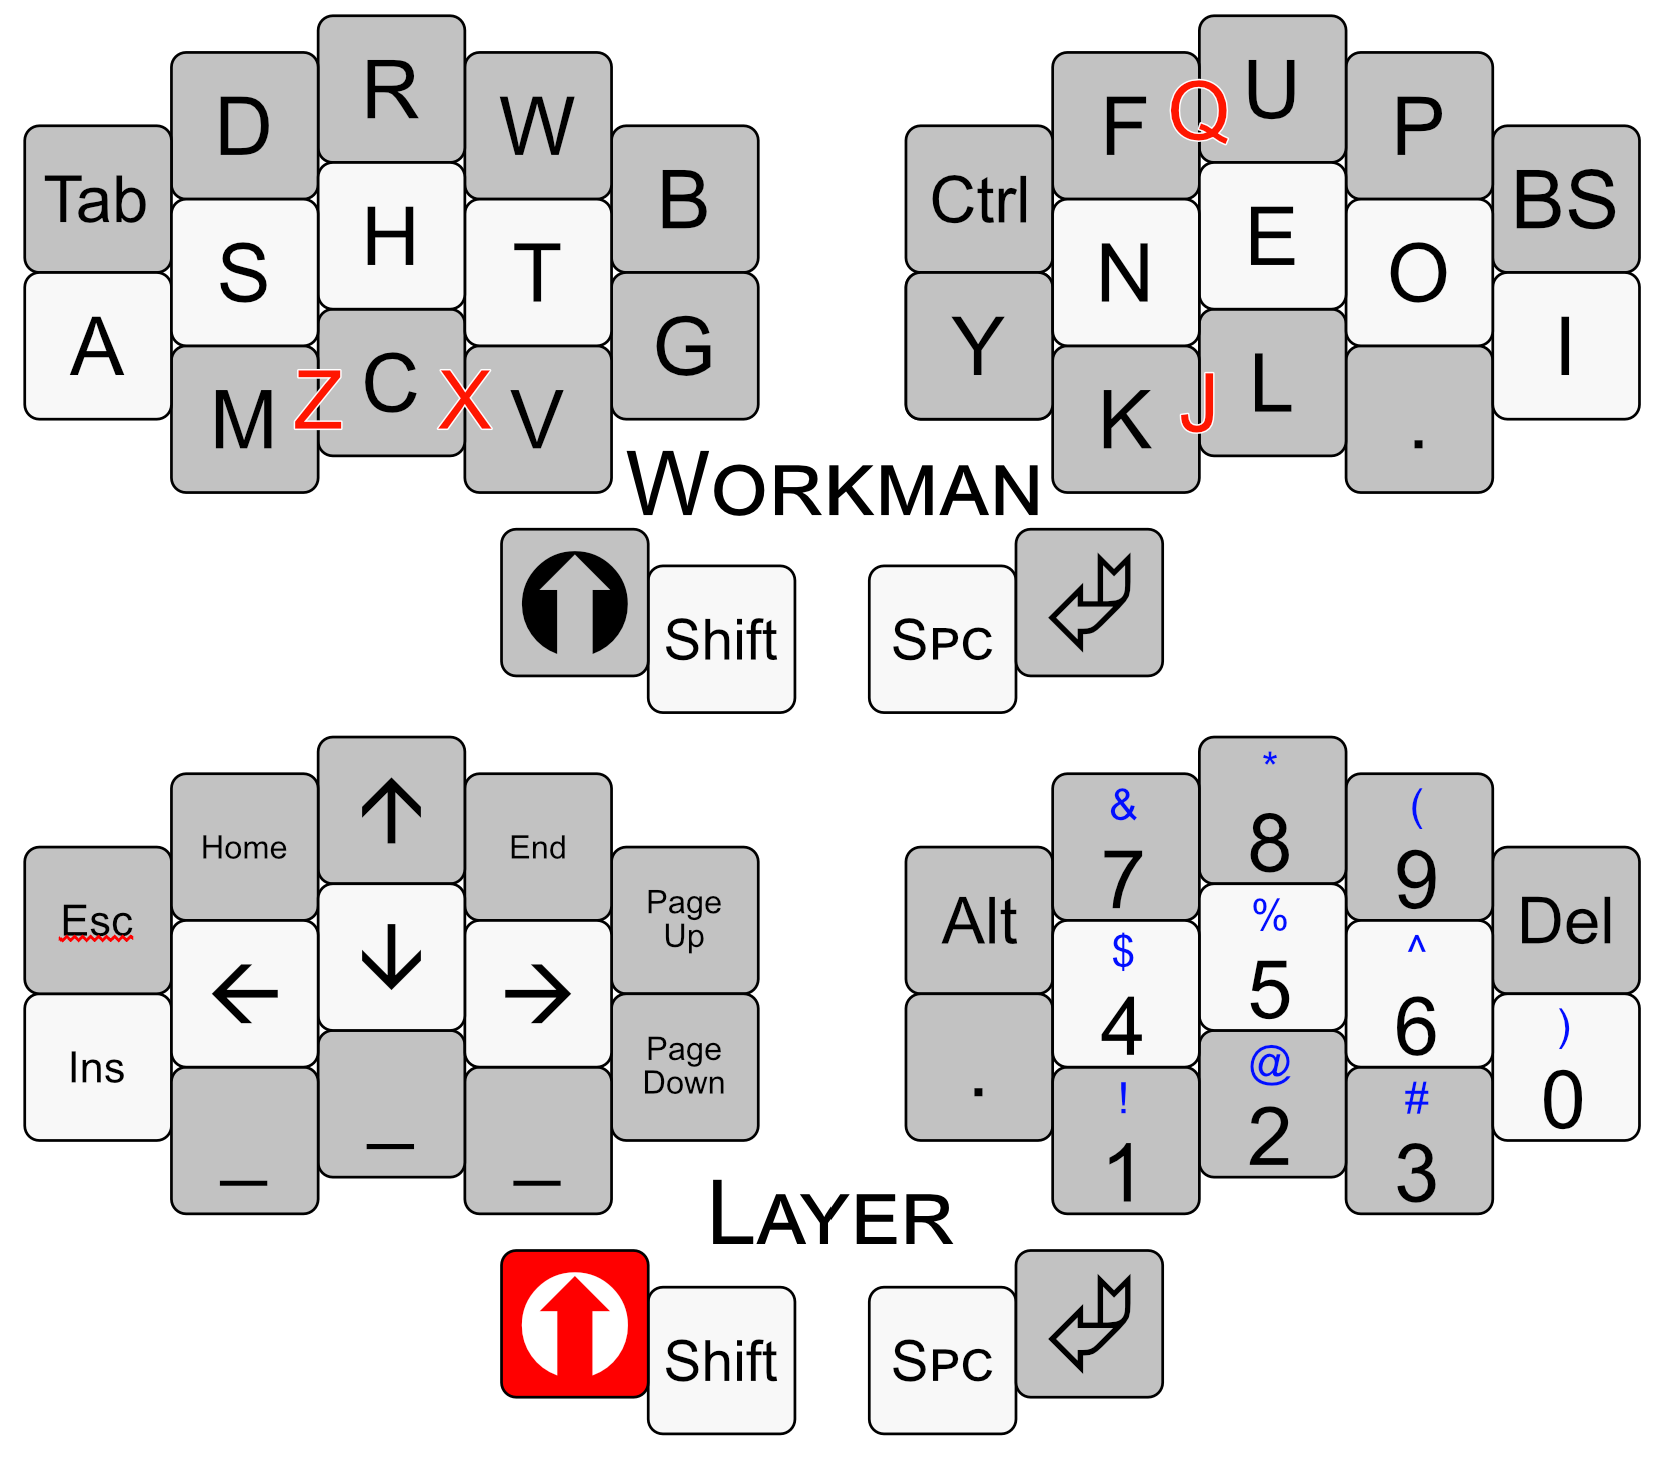 Tab D R W B
A S H T G
M Z C X V
Ctrl F Q U P BS
Y N E O I
K J L .
WORKMAN
Shift SPC
Esc Home ↑ End Page Up
Ins ← ↓ → Page Down
_ _ _
Alt & 7 * 8 ( 9 Del
. $ 4 % 5 ^ 6 ) 0
! 1 @ 2 # 3
LAYER
Shift SPC